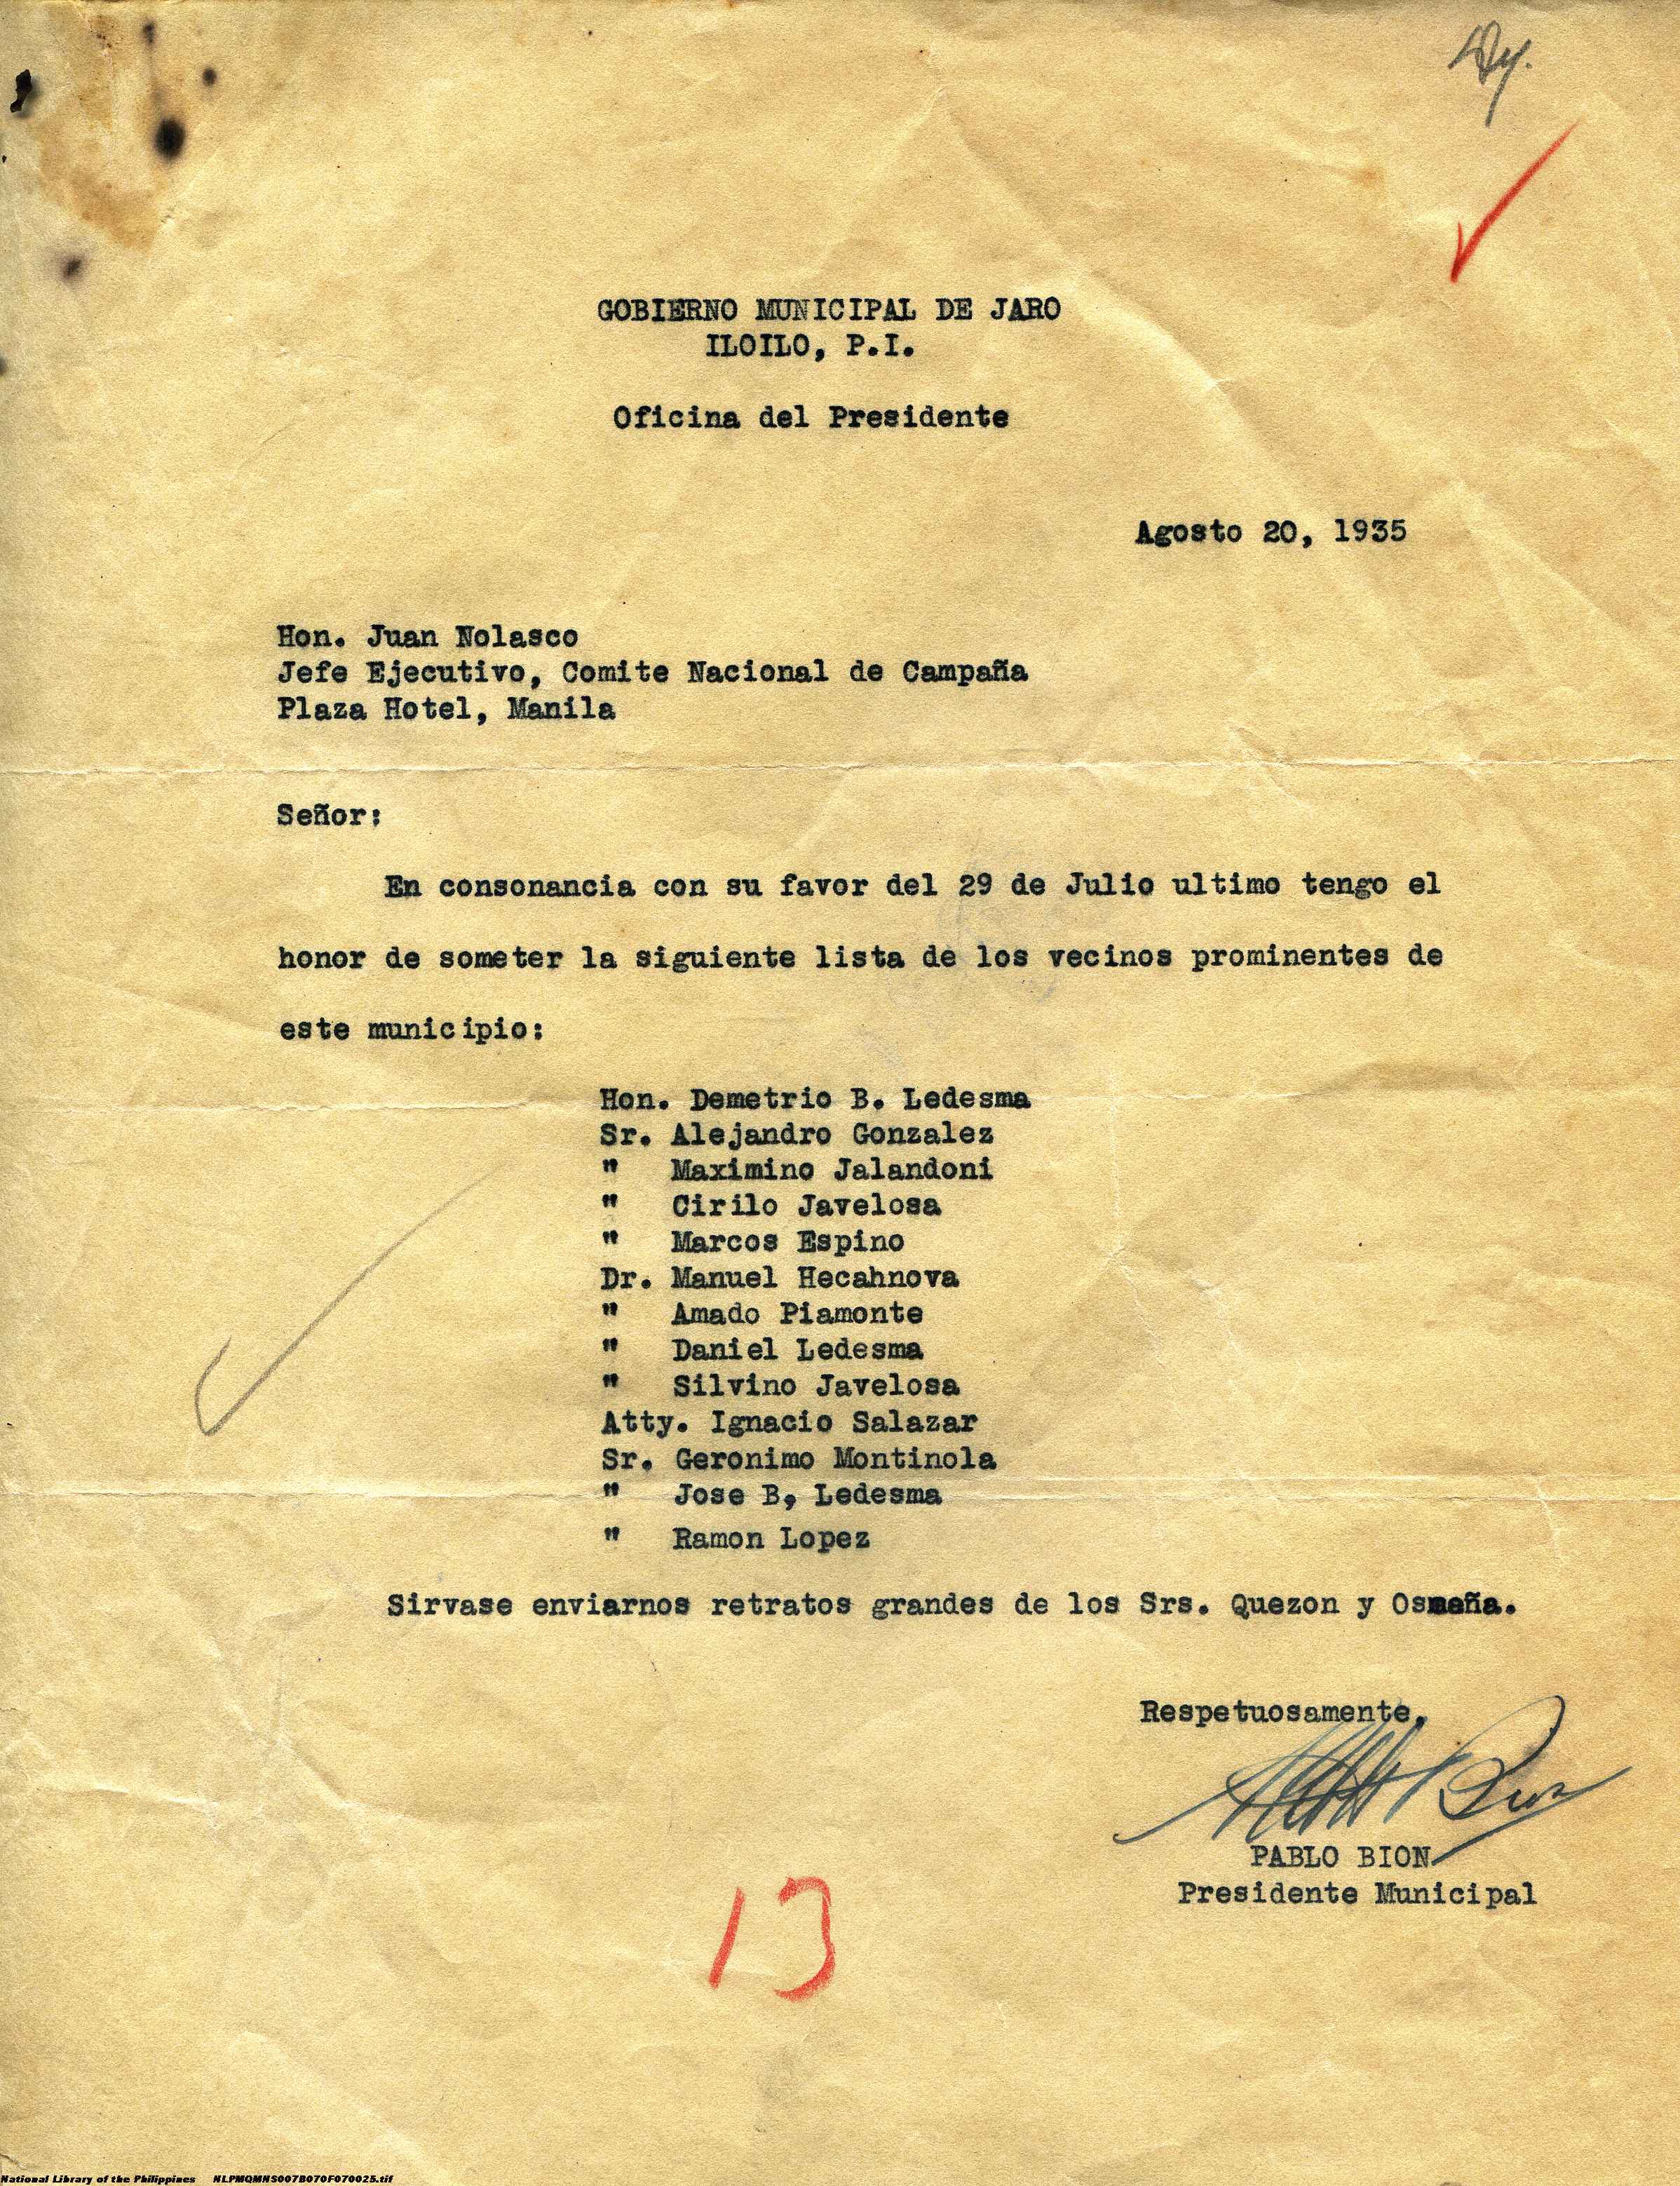 GOBIERNO MUNICIPAL DE JARO
ILOILO, P.I.
Oficina del Presidente
Agosto 20, 1935
Hon. Juan Nolasco
Jefe Ejecutivo, Comite Nacional de Campaña
Plaza Hotel, Manila
Señor:
En consonancia con su favor del 29 de Julio ultimo tengo el
honor de someter la siguiente lista de los vecinos prominentes de
este municipio:
Hon. Demetrio B. Ledesma
Sr. Alejandro Gonzalez
" Maximino Jalandoni
" Cirilo Javelosa
" Marcos Espino
Dr. Manuel Hecahnova
" Amado Piamonte
" Daniel Ledesma
" Silvino Javelosa
Atty. Ignacio Salazar
Sr. Geronimo Montinola
" Jose B, Ledesma
" Ramon Lopez
Sirvase enviarnos retratos grandes de los Srs. Quezon y Osmeña.
Respetuosamente,
PABLO BION
Presidente Municipal
13
National Library of the Philippines NLPMQMNS007B070F070025.tif